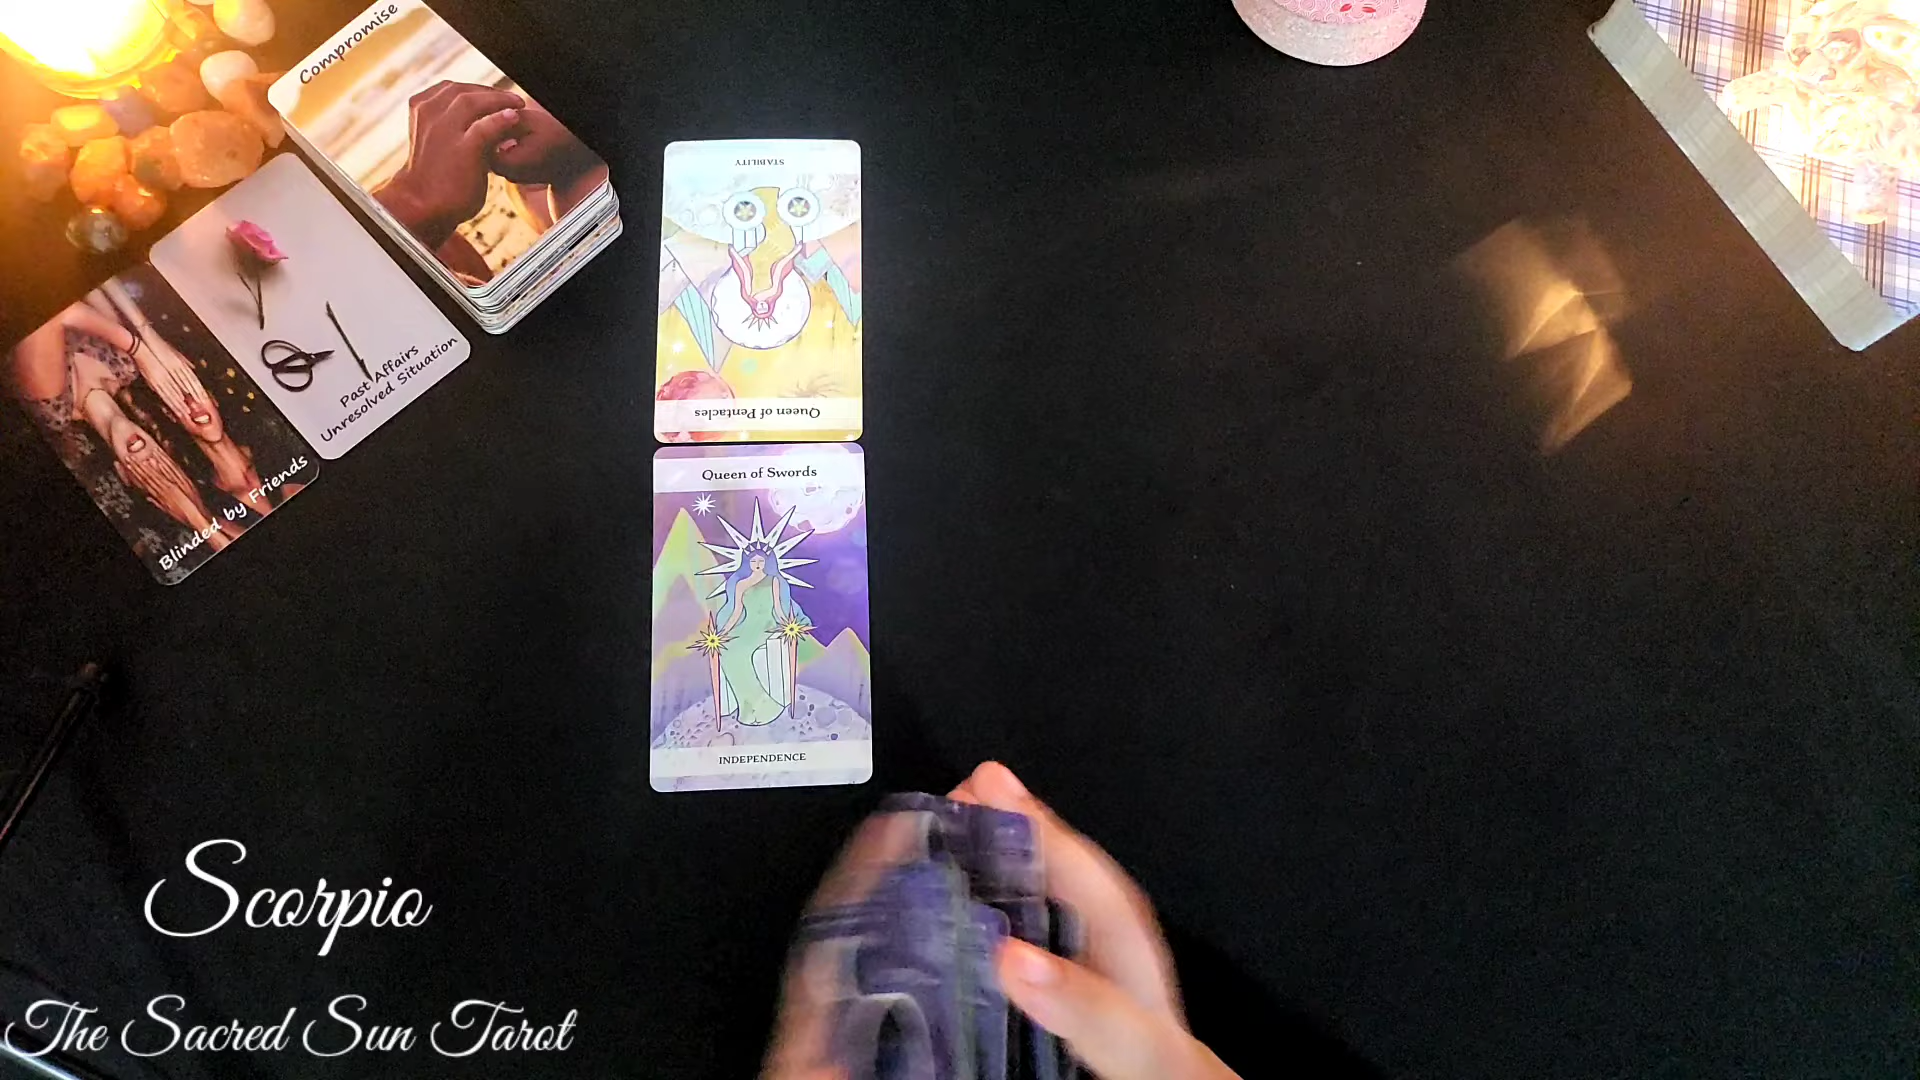 Compromise
Past Affairs
Unresolved Situation
Blinded by Friends
STABILITY
Queen of Pentacles
Queen of Swords
INDEPENDENCE
Scorpio
The Sacred Sun Tarot